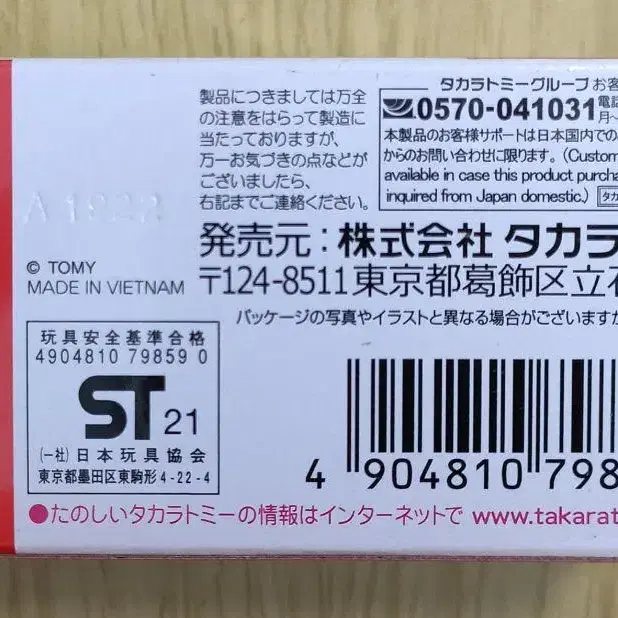 製品につきましては万全
の注意をはらって製造に
当たっておりますが、
万一お気づきの点などが
ございましたら、
右記までご連絡ください。
タカラトミーグループ お客
0570-041031 電話
月〜
本製品のお客様サポートは日本国内での
からのお問い合わせに限ります。(Custom
available in case this product purcha
inquired from Japan domestic.) タカ
A 1922
© TOMY
MADE IN VIETNAM
発売元:株式会社 タカラ
〒124-8511東京都葛飾区立石
パッケージの写真やイラストと異なる場合がございますが
玩具安全基準合格
4904810 79859 0
ST 21
(一社)日本玩具協会
東京都墨田区東駒形4-22-4
4 904810 798
●たのしいタカラトミーの情報はインターネットで www.takarat